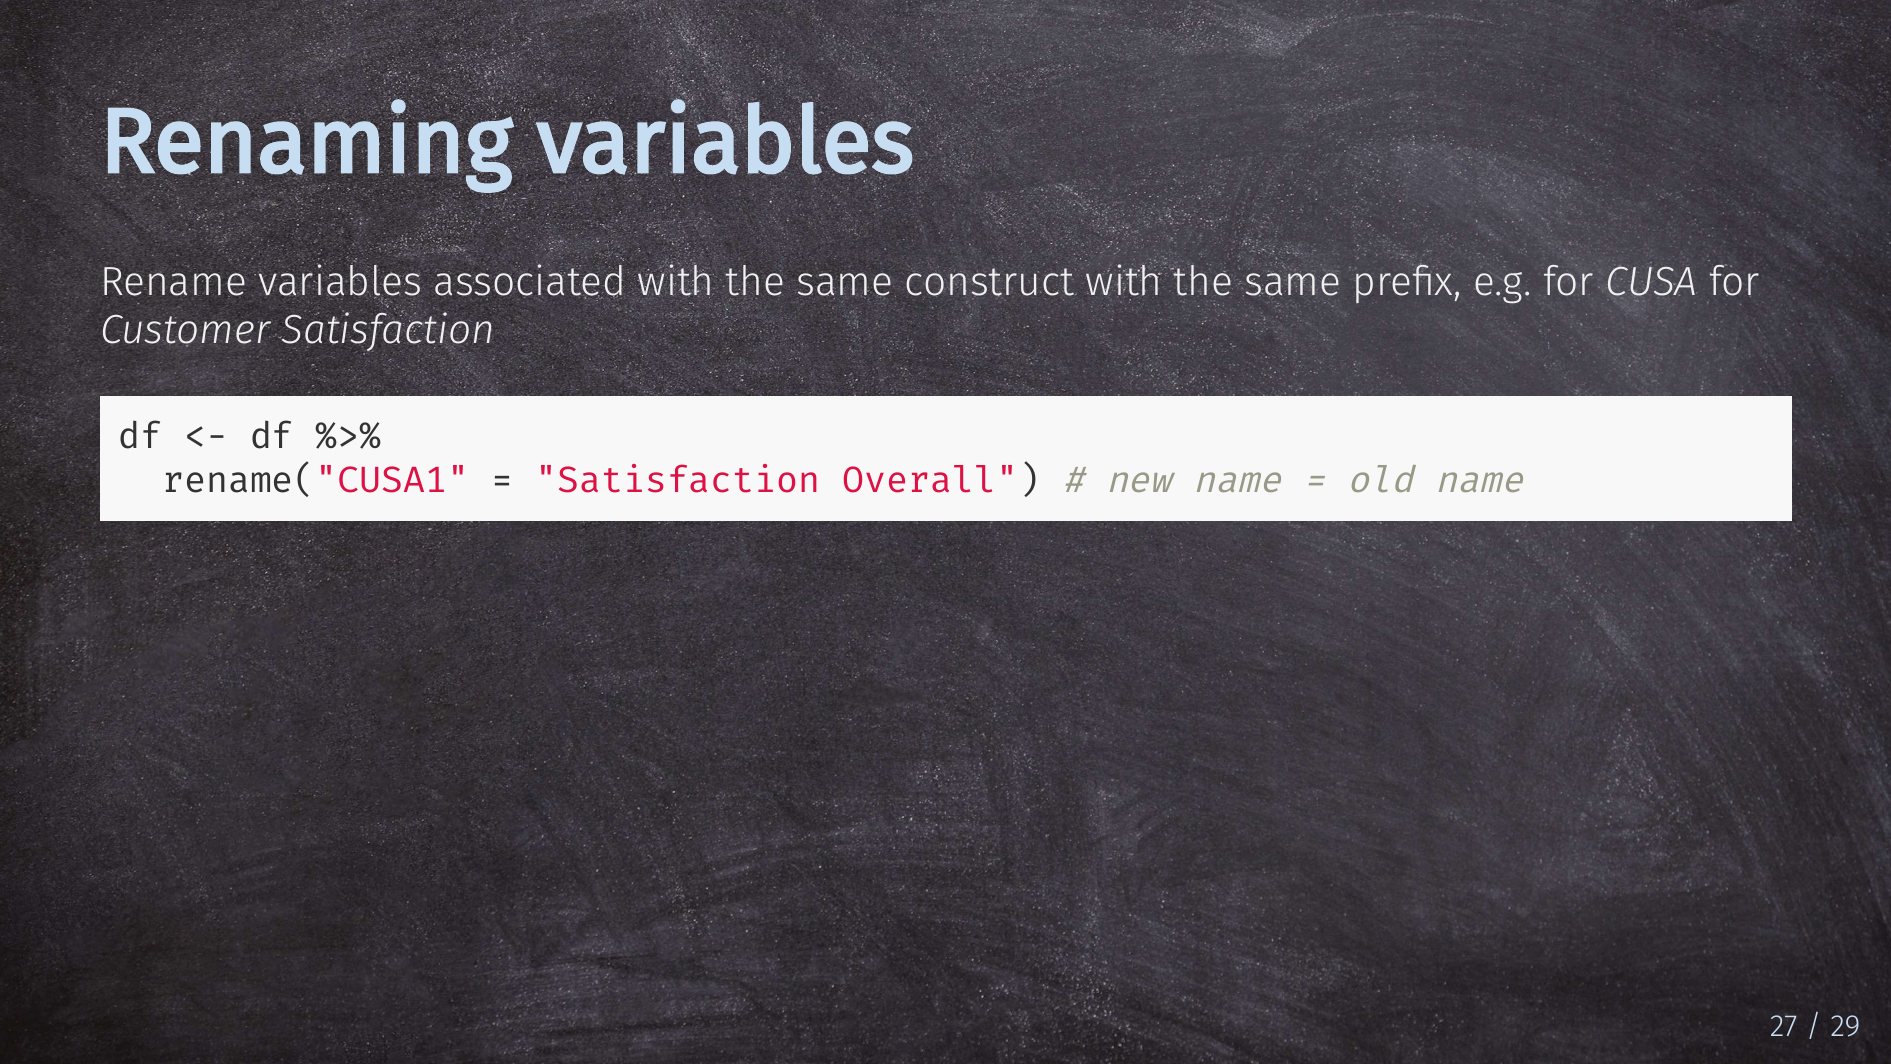 Renaming variables
Rename variables associated with the same construct with the same prefix, e.g. for CUSA for
Customer Satisfaction
df <- df %>%
  rename("CUSA1" = "Satisfaction Overall") # new name = old name
27 / 29